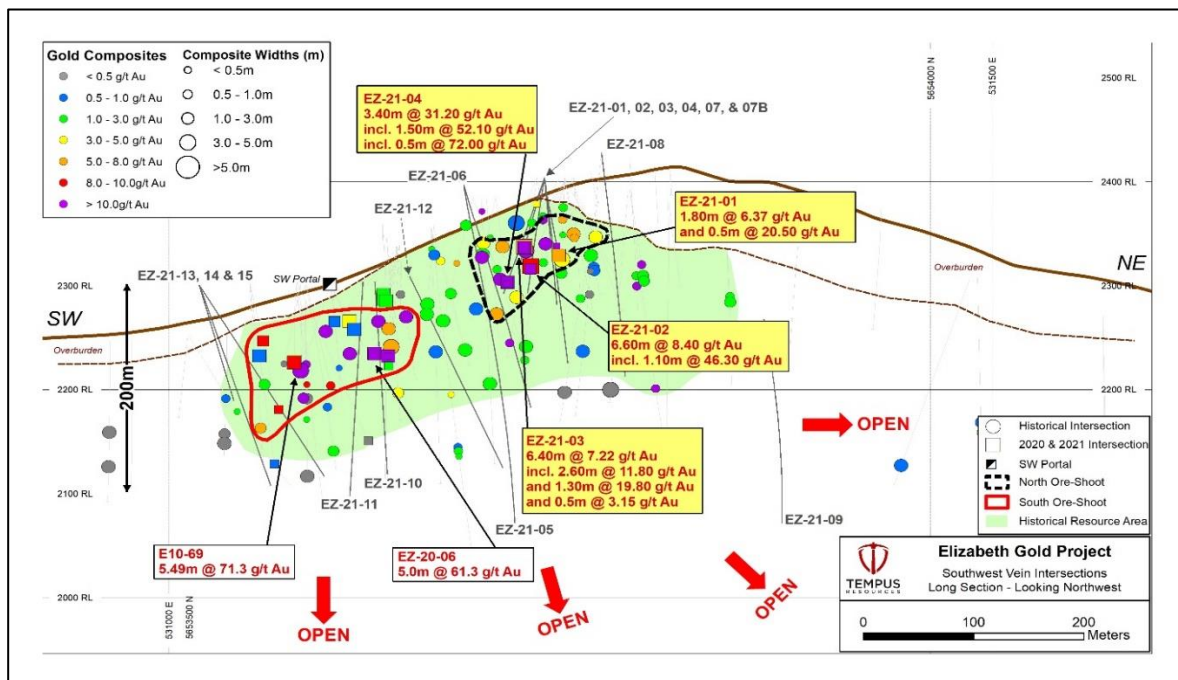 Gold Composites
< 0.5 g/t Au
0.5 - 1.0 g/t Au
1.0 - 3.0 g/t Au
3.0 - 5.0 g/t Au
5.0 - 8.0 g/t Au
8.0 - 10.0g/t Au
> 10.0g/t Au
Composite Widths (m)
< 0.5m
0.5 - 1.0m
1.0 - 3.0 m
3.0 - 5.0 m
>5.0m
EZ-21-04
3.40m @ 31.20 g/t Au
incl. 1.50m @ 52.10 g/t Au
incl. 0.5m @ 72.00 g/t Au
EZ-21-01, 02, 03, 04, 07, & 07B
EZ-21-08
EZ-21-06
EZ-21-12
5654000 N
531500 E
2500 RL
2400 RL
EZ-21-01
1.80m @ 6.37 g/t Au
and 0.5m @ 20.50 g/t Au
EZ-21-13, 14 & 15
SW Portal
2300 RL
2300 RL
Overburden
NE
SW
Overburden
EZ-21-02
6.60m @ 8.40 g/t Au
incl. 1.10m @ 46.30 g/t Au
200m
2200 RL
2200 RL
OPEN
EZ-21-03
6.40m @ 7.22 g/t Au
incl. 2.60m @ 11.80 g/t Au
and 1.30m @ 19.80 g/t Au
and 0.5m @ 3.15 g/t Au
Historical Intersection
2020 & 2021 Intersection
SW Portal
North Ore-Shoot
South Ore-Shoot
Historical Resource Area
2100 RL
EZ-21-10
EZ-21-11
EZ-21-05
EZ-21-09
E10-69
5.49m @ 71.3 g/t Au
EZ-20-06
5.0m @ 61.3 g/t Au
2000 RL
531000 E
5653500 N
OPEN
OPEN
OPEN
TEMPUS
RESOURCES
Elizabeth Gold Project
Southwest Vein Intersections
Long Section - Looking Northwest
0
100
200
Meters